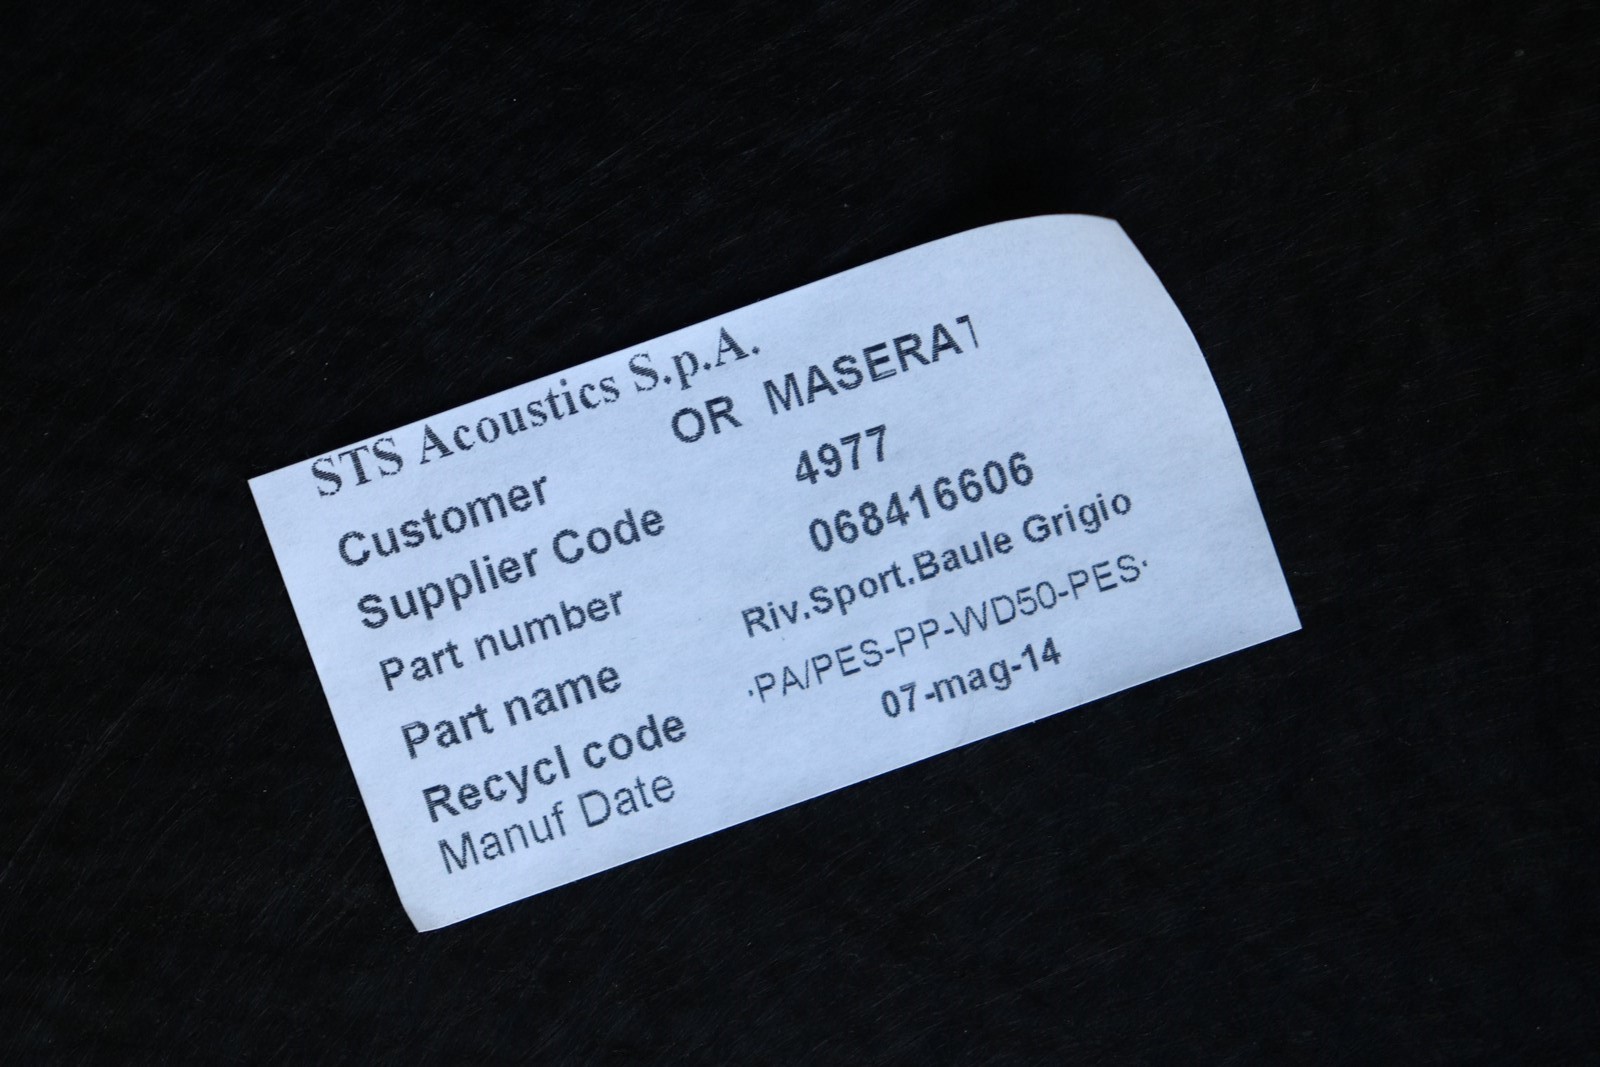 STS Acoustics S.p.A.
Customer OR MASERAT
Supplier Code 4977
Part number 068416606
Part name Riv.Sport.Baule Grigio
Recycl code ·PA/PES-PP-WD50-PES·
Manuf Date 07-mag-14